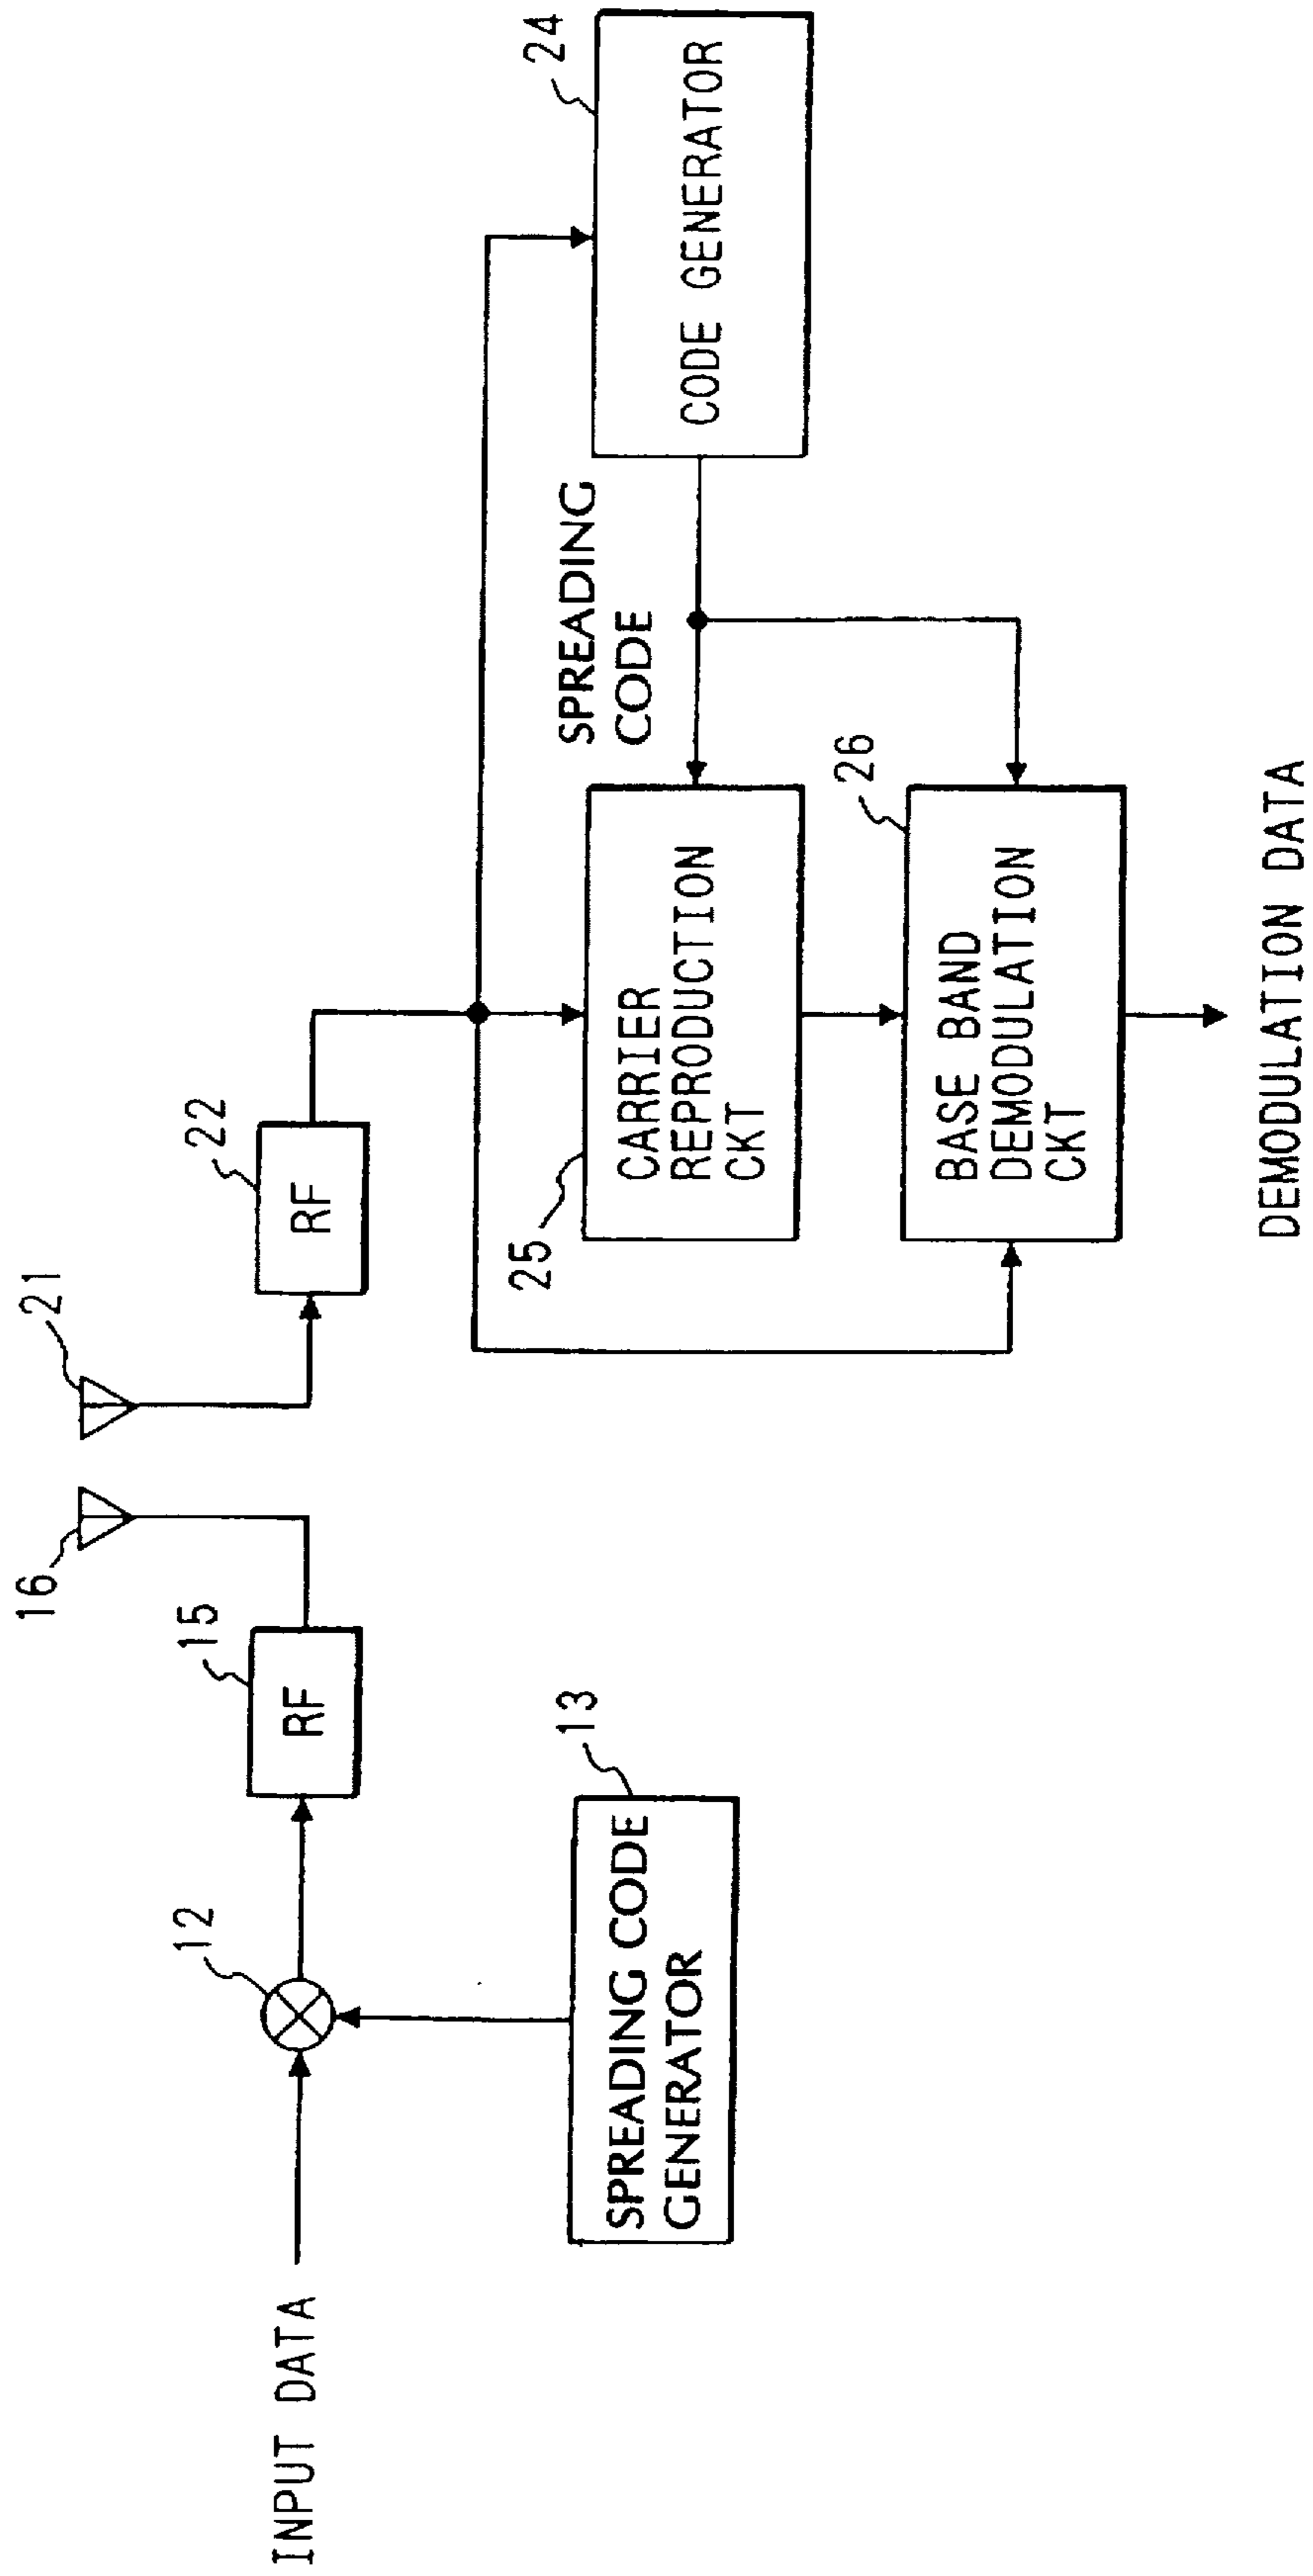 16
21
INPUT DATA
12
15
RF
22
RF
SPREADING CODE
GENERATOR
13
25
CARRIER
REPRODUCTION
CKT
SPREADING
CODE
24
CODE GENERATOR
26
BASE BAND
DEMODULATION
CKT
DEMODULATION DATA